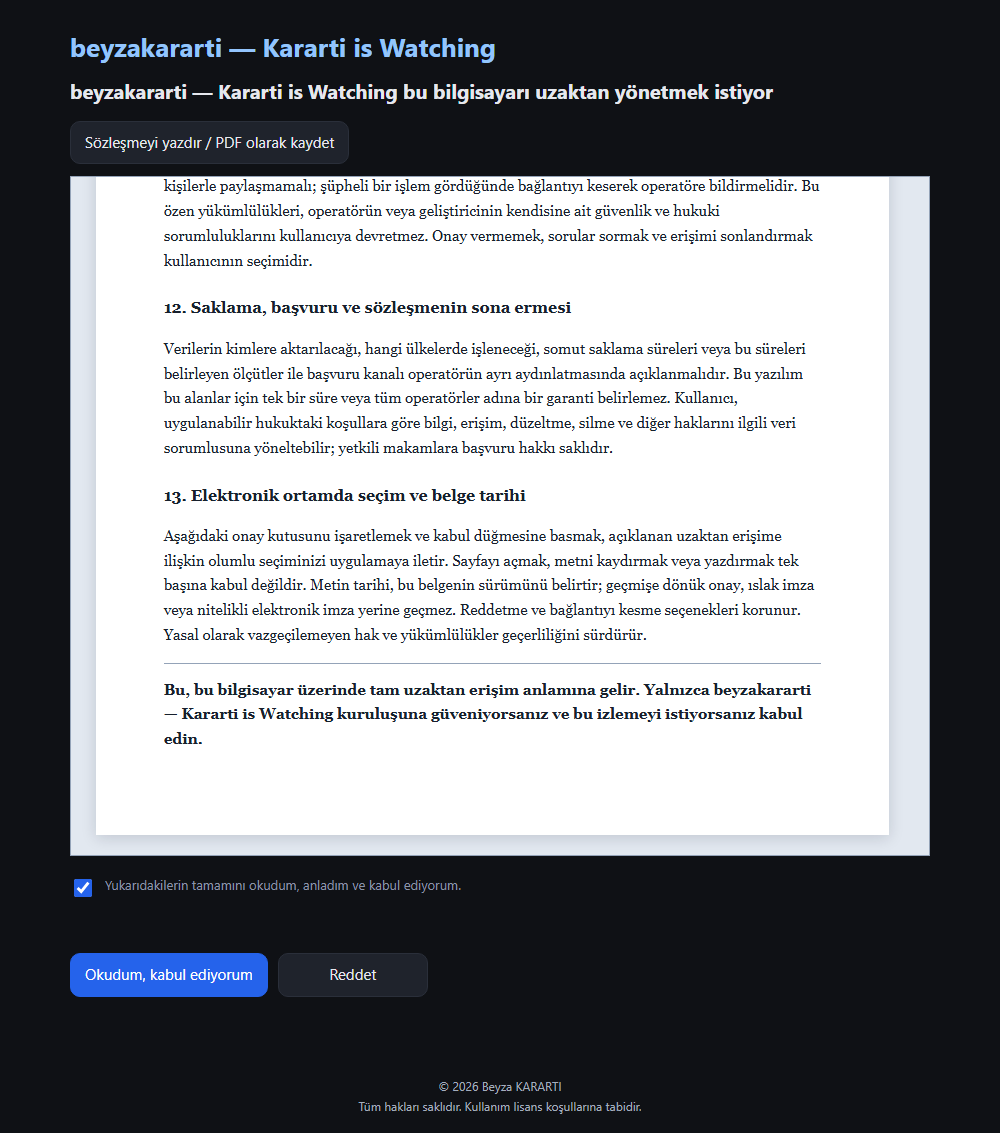 beyzakararti — Kararti is Watching
beyzakararti — Kararti is Watching bu bilgisayarı uzaktan yönetmek istiyor
Sözleşmeyi yazdır / PDF olarak kaydet
kişilerle paylaşmamalı; şüpheli bir işlem gördüğünde bağlantıyı keserek operatöre bildirmelidir. Bu
özen yükümlülükleri, operatörün veya geliştiricinin kendisine ait güvenlik ve hukuki
sorumluluklarını kullanıcıya devretmez. Onay vermemek, sorular sormak ve erişimi sonlandırmak
kullanıcının seçimidir.
12. Saklama, başvuru ve sözleşmenin sona ermesi
Verilerin kimlere aktarılacağı, hangi ülkelerde işleneceği, somut saklama süreleri veya bu süreleri
belirleyen ölçütler ile başvuru kanalı operatörün ayrı aydınlatmasında açıklanmalıdır. Bu yazılım
bu alanlar için tek bir süre veya tüm operatörler adına bir garanti belirlemez. Kullanıcı,
uygulanabilir hukuktaki koşullara göre bilgi, erişim, düzeltme, silme ve diğer haklarını ilgili veri
sorumlusuna yöneltebilir; yetkili makamlara başvuru hakkı saklıdır.
13. Elektronik ortamda seçim ve belge tarihi
Aşağıdaki onay kutusunu işaretlemek ve kabul düğmesine basmak, açıklanan uzaktan erişime
ilişkin olumlu seçiminizi uygulamaya iletir. Sayfayı açmak, metni kaydırmak veya yazdırmak tek
başına kabul değildir. Metin tarihi, bu belgenin sürümünü belirtir; geçmişe dönük onay, ıslak imza
veya nitelikli elektronik imza yerine geçmez. Reddetme ve bağlantıyı kesme seçenekleri korunur.
Yasal olarak vazgeçilemeyen hak ve yükümlülükler geçerliliğini sürdürür.
Bu, bu bilgisayar üzerinde tam uzaktan erişim anlamına gelir. Yalnızca beyzakararti
— Kararti is Watching kuruluşuna güveniyorsanız ve bu izlemeyi istiyorsanız kabul
edin.
Yukarıdakilerin tamamını okudum, anladım ve kabul ediyorum.
Okudum, kabul ediyorum
Reddet
© 2026 Beyza KARARTI
Tüm hakları saklıdır. Kullanım lisans koşullarına tabidir.